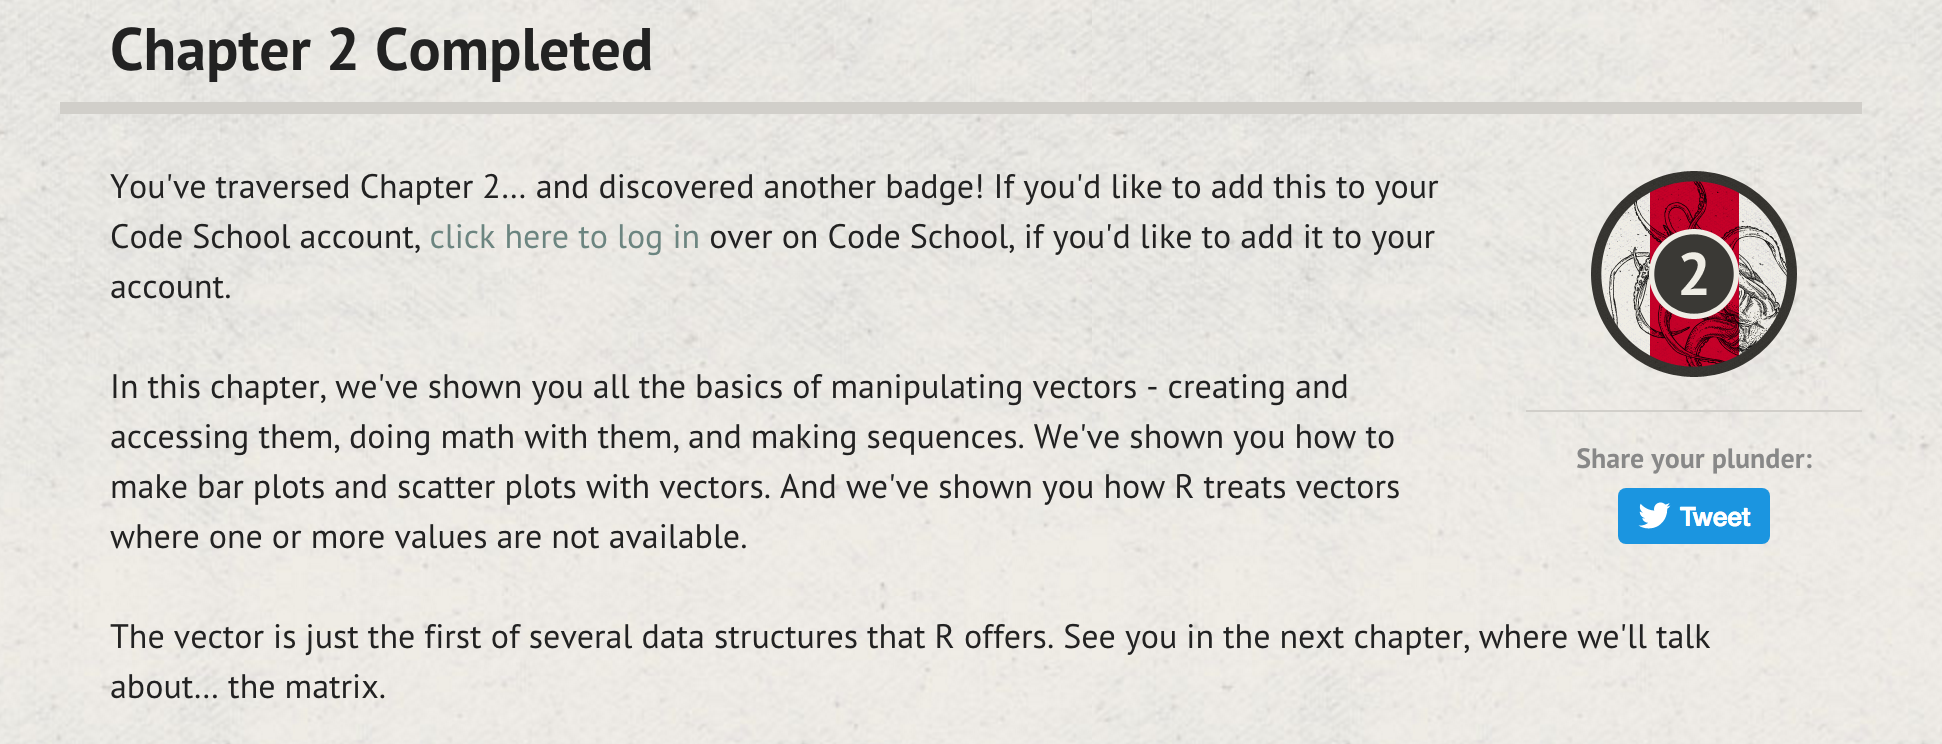 Chapter 2 Completed
You've traversed Chapter 2... and discovered another badge! If you'd like to add this to your
Code School account, click here to log in over on Code School, if you'd like to add it to your
account.
2
In this chapter, we've shown you all the basics of manipulating vectors - creating and
accessing them, doing math with them, and making sequences. We've shown you how to
make bar plots and scatter plots with vectors. And we've shown you how R treats vectors
where one or more values are not available.
Share your plunder:
Tweet
The vector is just the first of several data structures that R offers. See you in the next chapter, where we'll talk
about... the matrix.